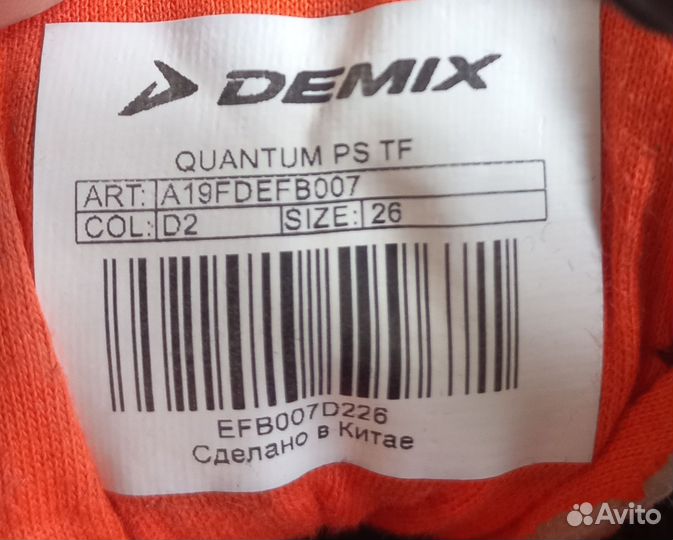 DEMIX
QUANTUM PS TF
ART: A19FDEFB007
COL: D2 SIZE: 26
EFB007D226
Сделано в Китае
Avito